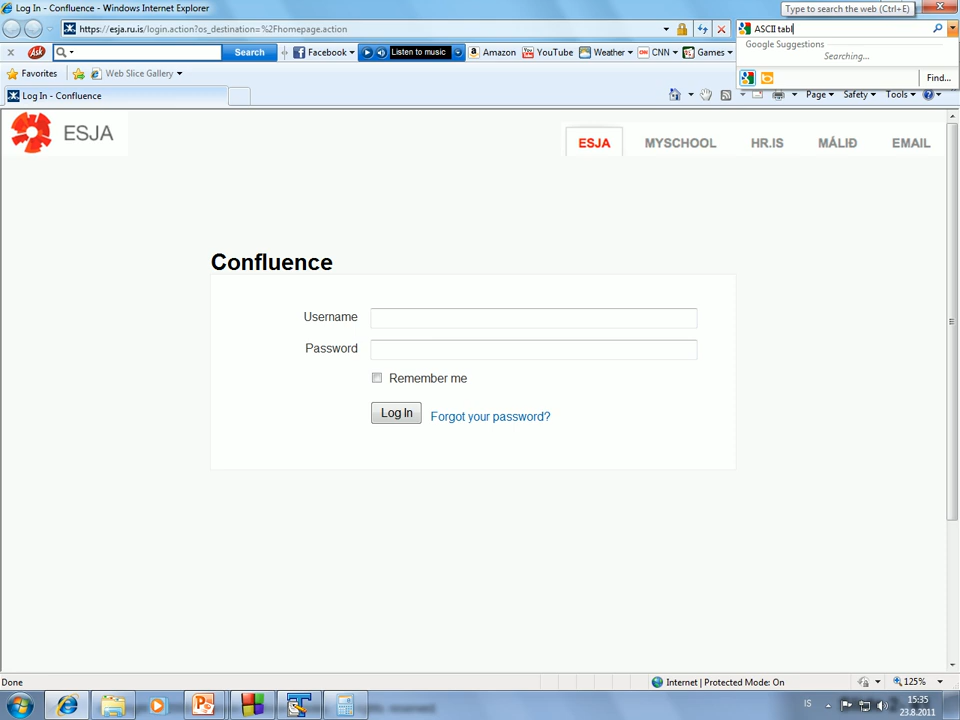 Log In - Confluence - Windows Internet Explorer
Type to search the web (Ctrl+E)
https://esja.ru.is/login.action?os_destination=%2Fhomepage.action
ASCII tabl
Google Suggestions
Searching...
Find...
Ask
Search
Facebook
Listen to music
Amazon
YouTube
Weather
CNN
Games
Favorites
Web Slice Gallery
Log In - Confluence
Page
Safety
Tools
ESJA
ESJA
MYSCHOOL
HR.IS
MÁLIÐ
EMAIL
Confluence
Username
Password
Remember me
Log In
Forgot your password?
Done
Internet | Protected Mode: On
125%
IS
15:35
23.8.2011
rights reserved